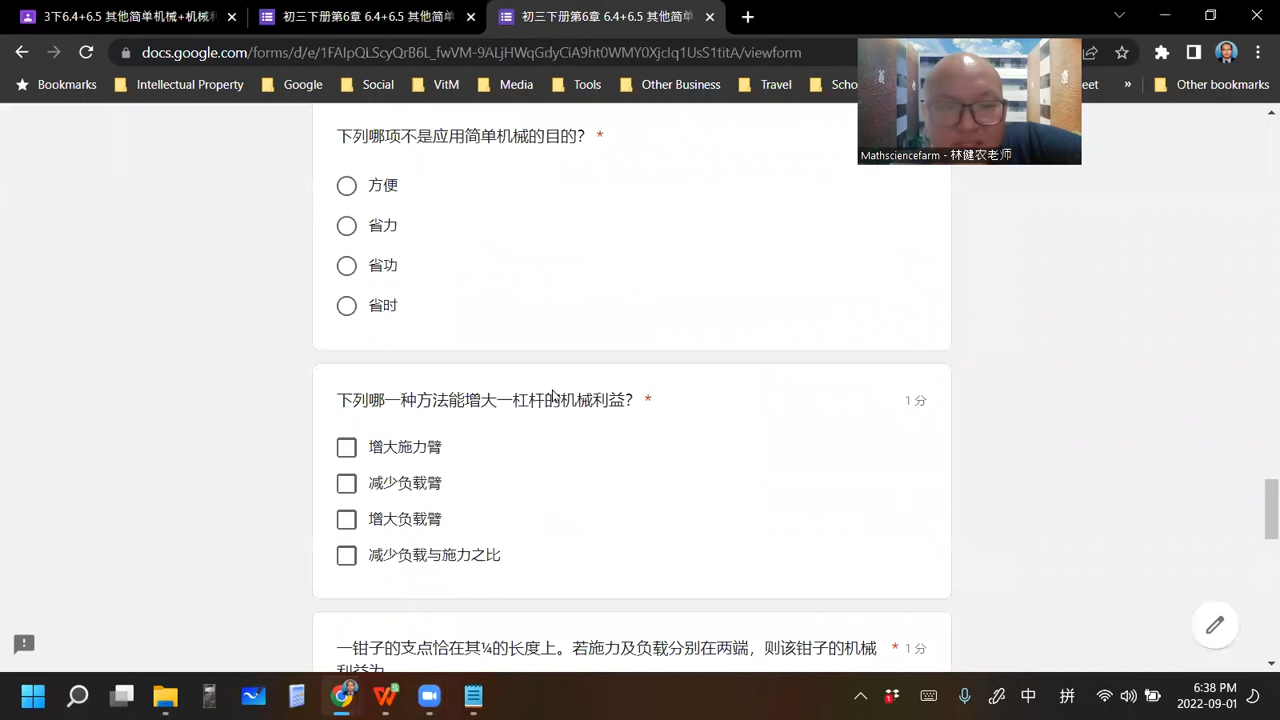 3下6.4+6.5 其他简单机械+机械利
初三下册第6章 6.4+6.5 其他简单
初三下册第6章 6.4+6.5 其他简单
docs.google.com
viewform
Bookmarks
Intellectual Property
Social
VitM
Media
Tools
Other Business
Travel
Other bookmarks
Mathsciencefarm - 林健农老师
下列哪项不是应用简单机械的目的? *
方便
省力
省功
省时
下列哪一种方法能增大一杠杆的机械利益? *
1 分
增大施力臂
减少负载臂
增大负载臂
减少负载与施力之比
一钳子的支点恰在其¼的长度上。若施力及负载分别在两端，则该钳子的机械 * 1 分
利益为
中
拼
6:38 PM
2022-09-01